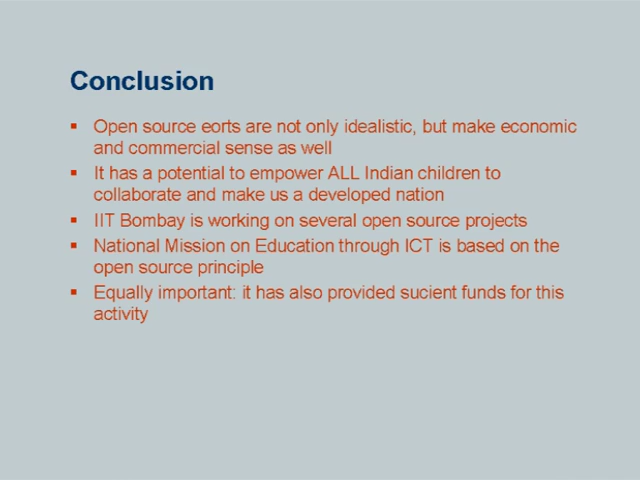 Conclusion
▪ Open source eorts are not only idealistic, but make economic
and commercial sense as well
▪ It has a potential to empower ALL Indian children to
collaborate and make us a developed nation
▪ IIT Bombay is working on several open source projects
▪ National Mission on Education through ICT is based on the
open source principle
▪ Equally important: it has also provided sucient funds for this
activity